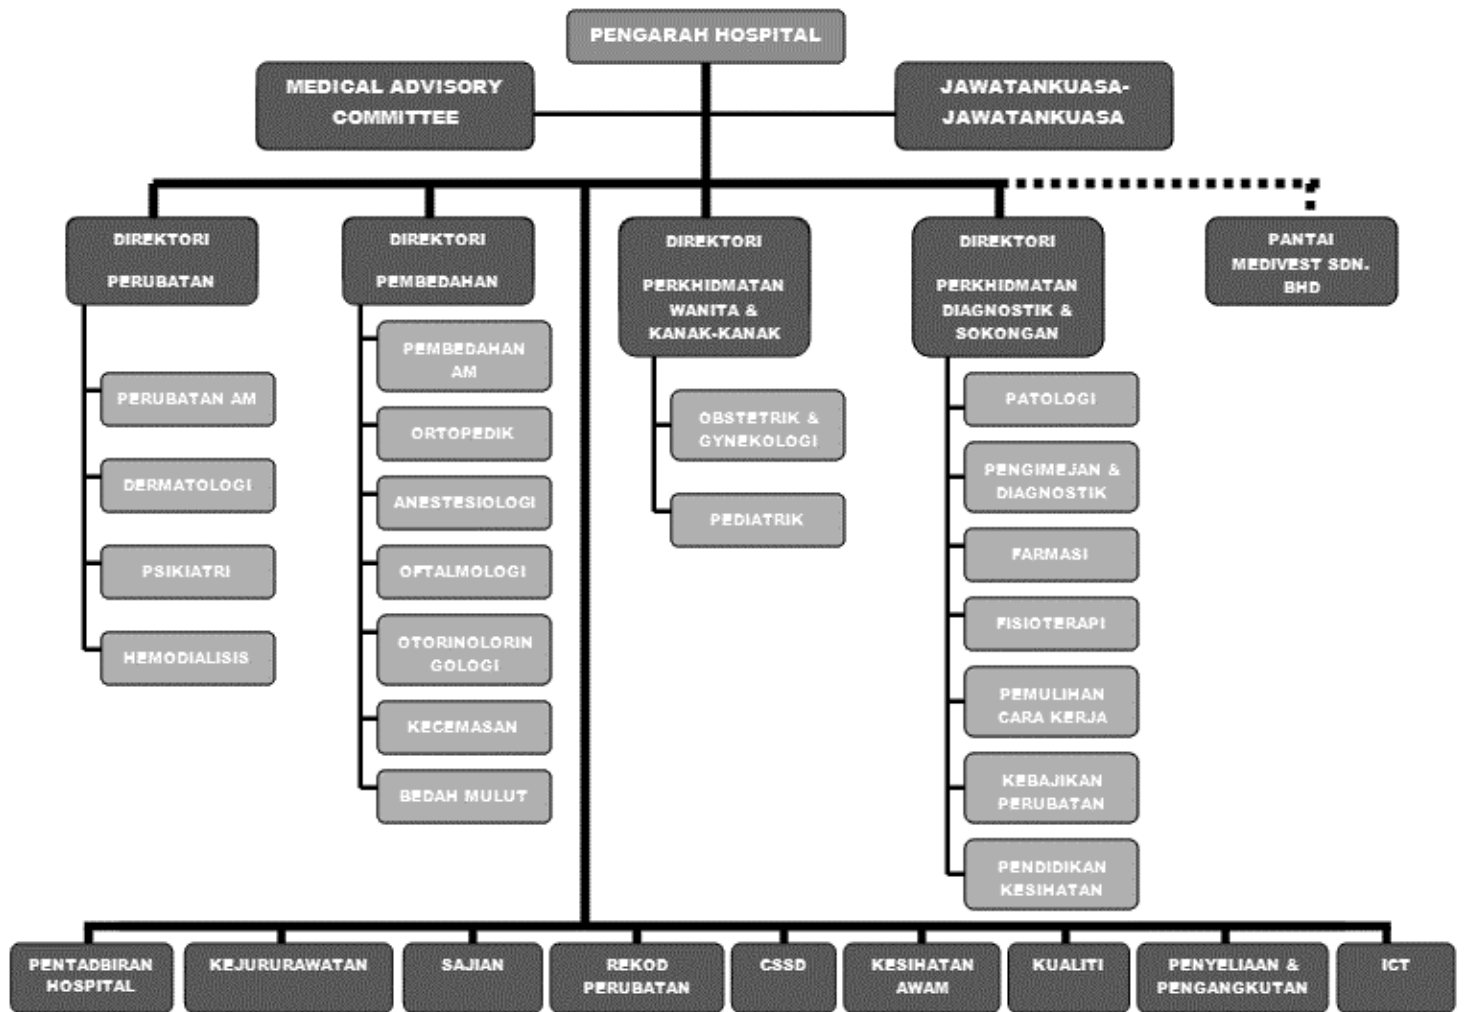 PENGARAH HOSPITAL
MEDICAL ADVISORY
COMMITTEE
JAWATANKUASA-
JAWATANKUASA
DIREKTORI
PERUBATAN
DIREKTORI
PEMBEDAHAN
DIREKTORI
PERKHIDMATAN
WANITA &
KANAK-KANAK
DIREKTORI
PERKHIDMATAN
DIAGNOSTIK &
SOKONGAN
PANTAI
MEDIVEST SDN.
BHD
PERUBATAN AM
DERMATOLOGI
PSIKIATRI
HEMODIALISIS
PEMBEDAHAN
AM
ORTOPEDIK
ANESTESIOLOGI
OFTALMOLOGI
OTORINOLORIN
GOLOGI
KECEMASAN
BEDAH MULUT
OBSTETRIK &
GYNEKOLOGI
PEDIATRIK
PATOLOGI
PENGIMEJAN &
DIAGNOSTIK
FARMASI
FISIOTERAPI
PEMULIHAN
CARA KERJA
KEBAJIKAN
PERUBATAN
PENDIDIKAN
KESIHATAN
PENTADBIRAN
HOSPITAL
KEJURURAWATAN
SAJIAN
REKOD
PERUBATAN
CSSD
KESIHATAN
AWAM
KUALITI
PENYELIAAN &
PENGANGKUTAN
ICT